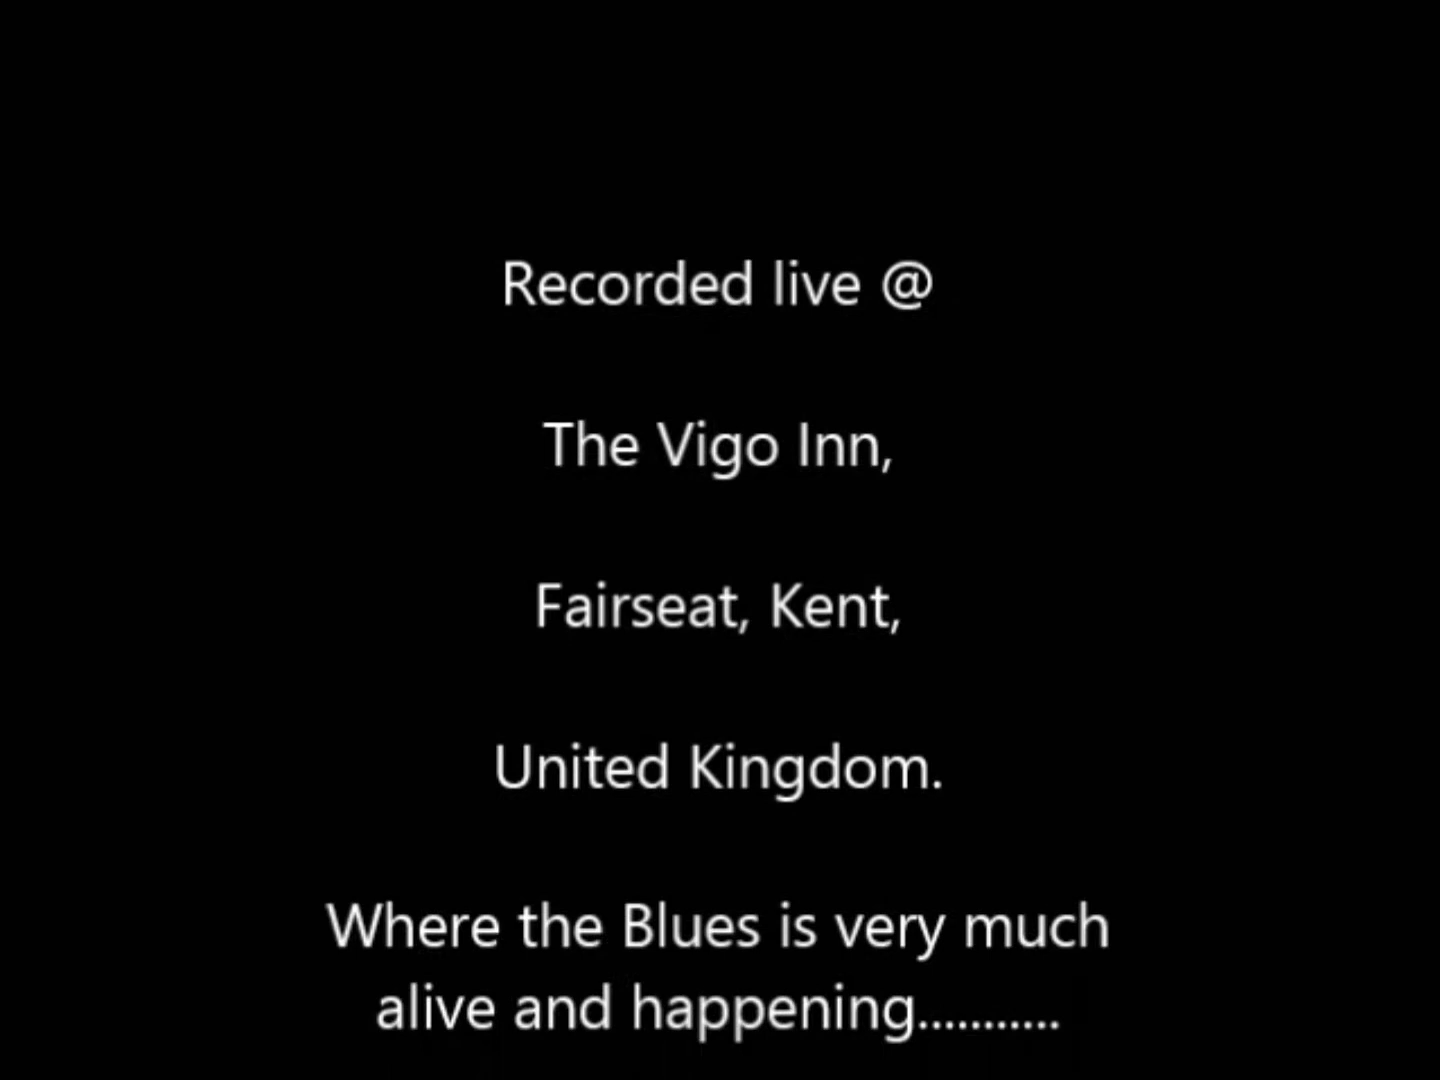 Recorded live @
The Vigo Inn,
Fairseat, Kent,
United Kingdom.
Where the Blues is very much
alive and happening...........